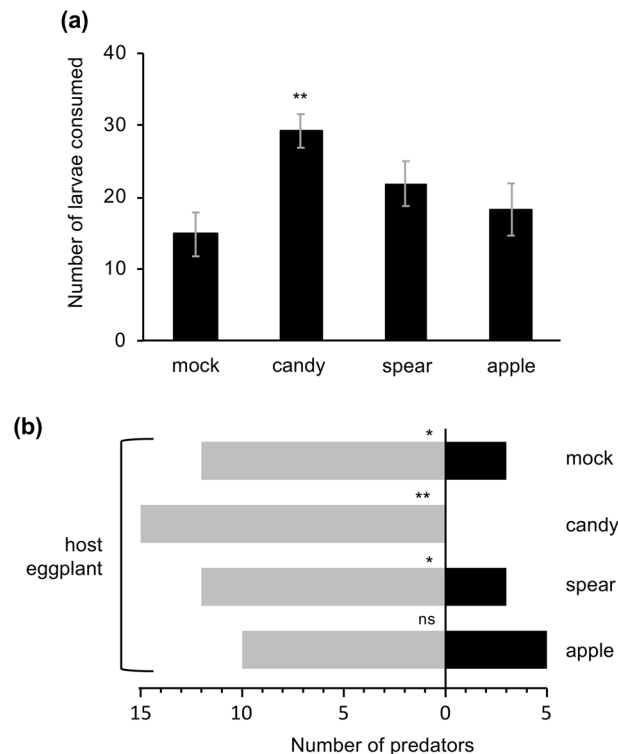 (a)
Number of larvae consumed
40
30
20
10
0
**
mock candy spear apple
(b)
host
eggplant
*
mock
**
candy
*
spear
ns
apple
15 10 5 0 5
Number of predators